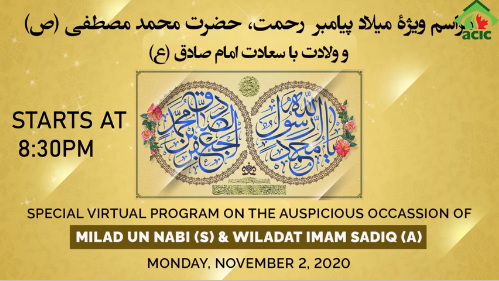 مراسم ویژهٔ میلاد پیامبر رحمت، حضرت محمد مصطفی (ص)
و ولادت با سعادت امام صادق (ع)
acic
STARTS AT
8:30PM
SPECIAL VIRTUAL PROGRAM ON THE AUSPICIOUS OCCASSION OF
MILAD UN NABI (S) & WILADAT IMAM SADIQ (A)
MONDAY, NOVEMBER 2, 2020